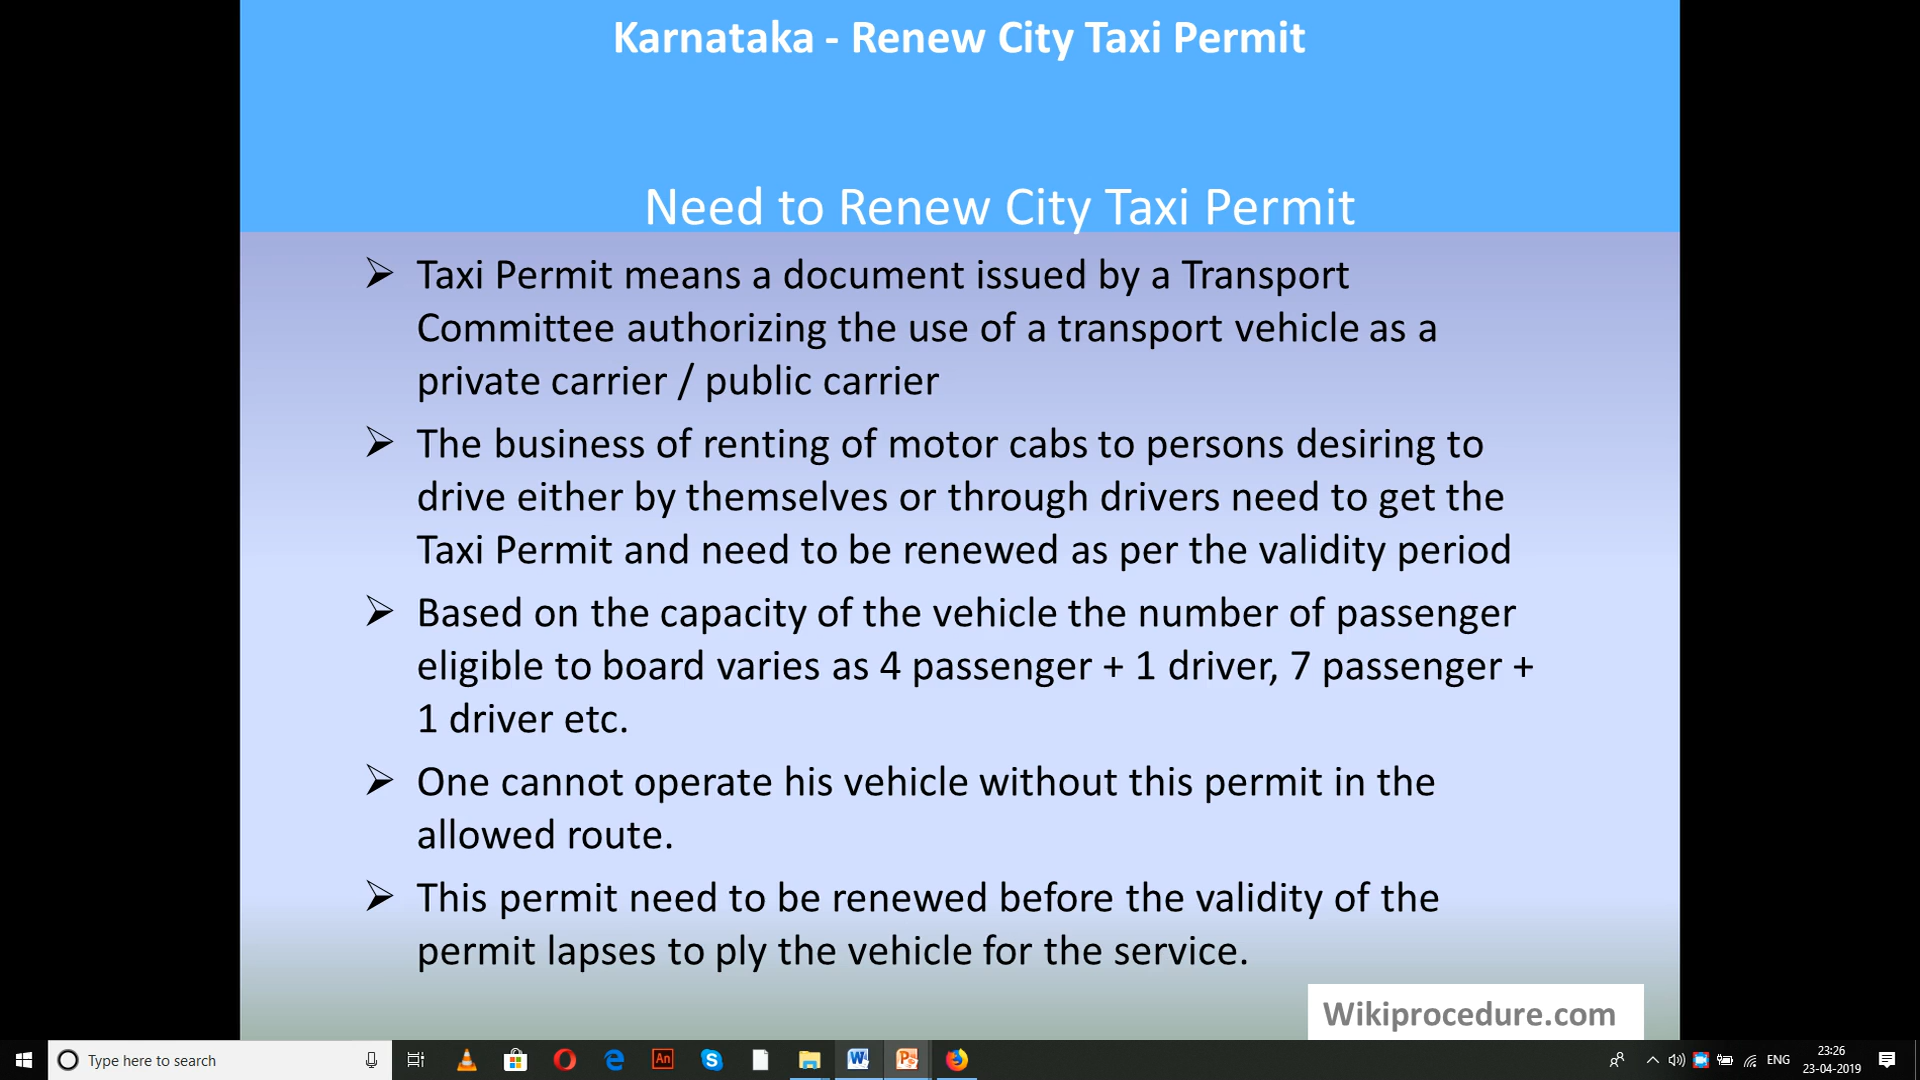 Karnataka - Renew City Taxi Permit
Need to Renew City Taxi Permit
➢ Taxi Permit means a document issued by a Transport
Committee authorizing the use of a transport vehicle as a
private carrier / public carrier
➢ The business of renting of motor cabs to persons desiring to
drive either by themselves or through drivers need to get the
Taxi Permit and need to be renewed as per the validity period
➢ Based on the capacity of the vehicle the number of passenger
eligible to board varies as 4 passenger + 1 driver, 7 passenger +
1 driver etc.
➢ One cannot operate his vehicle without this permit in the
allowed route.
➢ This permit need to be renewed before the validity of the
permit lapses to ply the vehicle for the service.
Wikiprocedure.com
Type here to search
An
ENG
23:26
23-04-2019